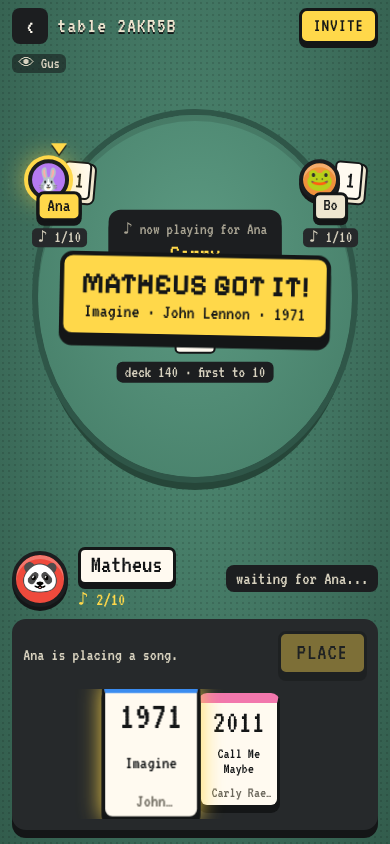 table 2AKR5B
INVITE
Gus
1
1
Ana
Bo
♪ 1/10
♪ 1/10
♪ now playing for Ana
MATHEUS GOT IT!
Imagine · John Lennon · 1971
deck 140 · first to 10
Matheus
♪ 2/10
waiting for Ana...
Ana is placing a song.
PLACE
1971
Imagine
John…
2011
Call Me
Maybe
Carly Rae…